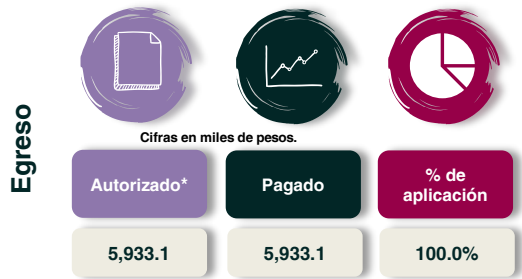 Egreso
Cifras en miles de pesos.
Autorizado*
Pagado
% de
aplicación
5,933.1
5,933.1
100.0%